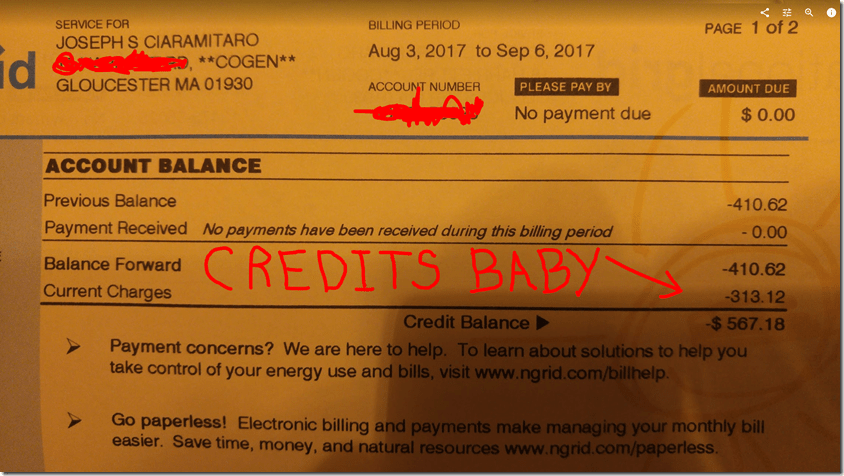 id
SERVICE FOR
JOSEPH S CIARAMITARO
, **COGEN**
GLOUCESTER MA 01930
BILLING PERIOD
Aug 3, 2017 to Sep 6, 2017
PAGE 1 of 2
ACCOUNT NUMBER
PLEASE PAY BY
No payment due
AMOUNT DUE
$ 0.00
ACCOUNT BALANCE
Previous Balance -410.62
Payment Received No payments have been received during this billing period - 0.00
Balance Forward -410.62
CREDITS BABY
Current Charges -313.12
Credit Balance ▶ -$ 567.18
➤ Payment concerns? We are here to help. To learn about solutions to help you
take control of your energy use and bills, visit www.ngrid.com/billhelp.
➤ Go paperless! Electronic billing and payments make managing your monthly bill
easier. Save time, money, and natural resources www.ngrid.com/paperless.